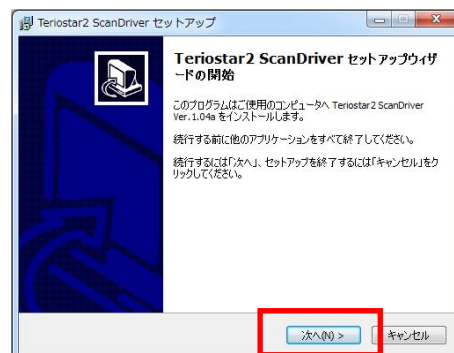 Teriostar2 ScanDriver セットアップ
Teriostar2 ScanDriver セットアップウィザ
ードの開始
このプログラムはご使用のコンピュータへ Teriostar2 ScanDriver
Ver.1.04a をインストールします。
続行する前に他のアプリケーションをすべて終了してください。
続行するには「次へ」、セットアップを終了するには「キャンセル」をク
リックしてください。
次へ(N) >
キャンセル